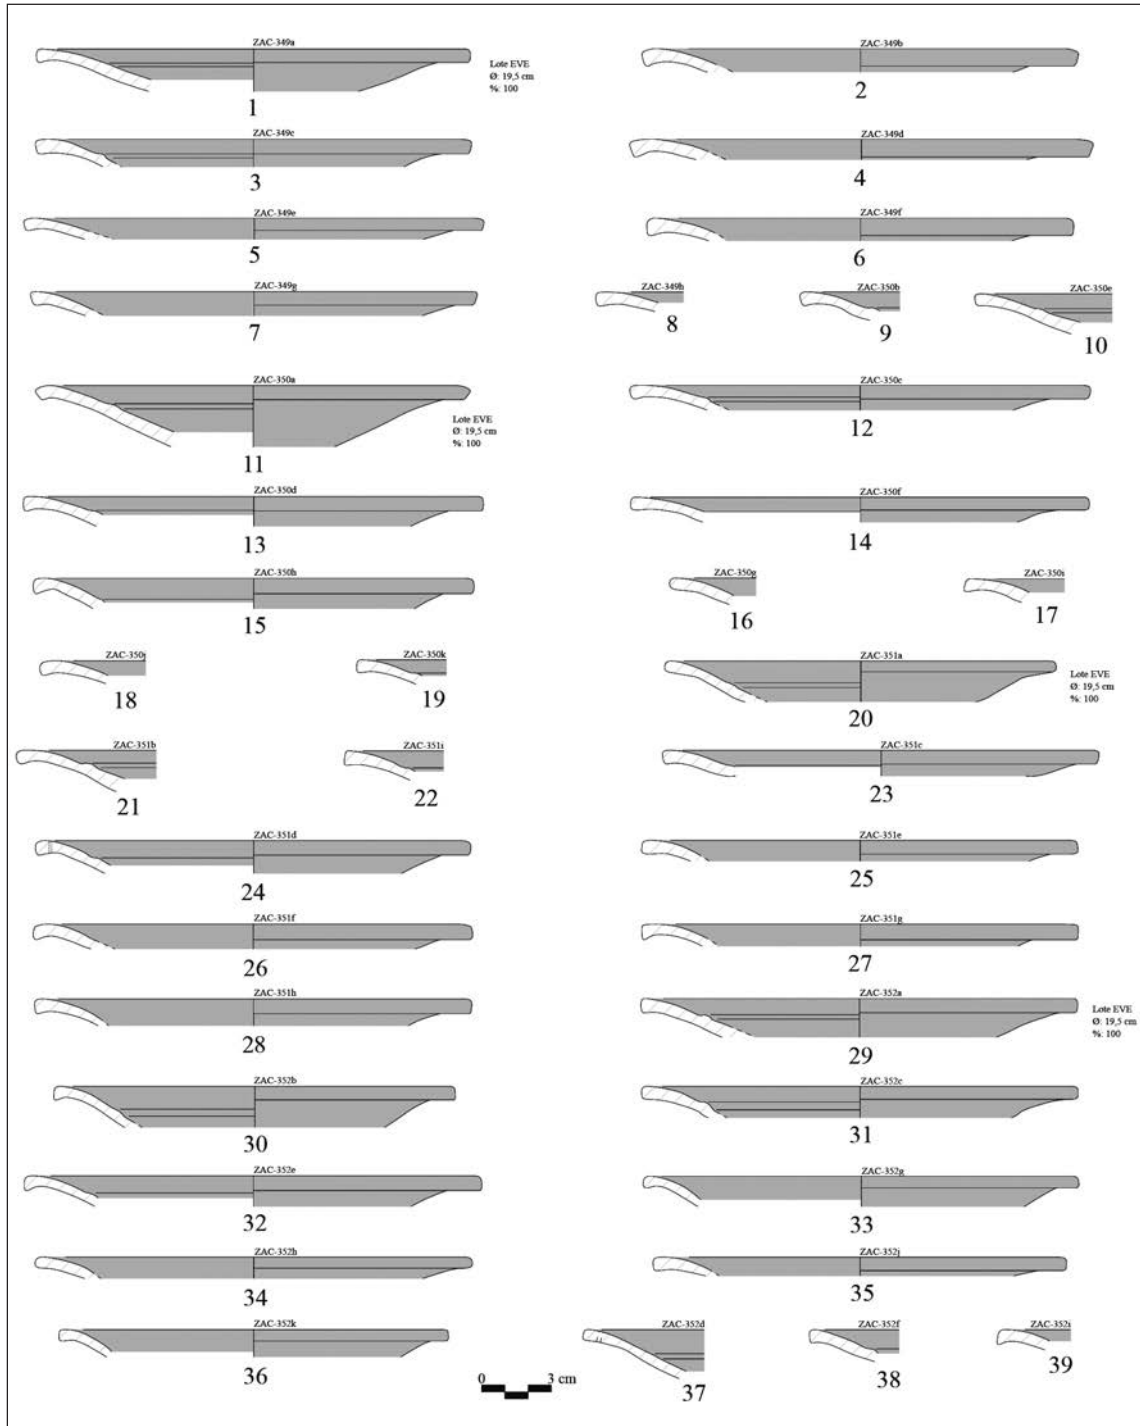 ZAC-349a
Lote EVE
Ø: 19,5 cm
%: 100
1
ZAC-349b
2
ZAC-349c
3
ZAC-349d
4
ZAC-349e
5
ZAC-349f
6
ZAC-349g
7
ZAC-349h
8
ZAC-350b
9
ZAC-350e
10
ZAC-350a
Lote EVE
Ø: 19,5 cm
%: 100
11
ZAC-350c
12
ZAC-350d
13
ZAC-350f
14
ZAC-350h
15
ZAC-350g
16
ZAC-350i
17
ZAC-350j
18
ZAC-350k
19
ZAC-351a
Lote EVE
Ø: 19,5 cm
%: 100
20
ZAC-351b
21
ZAC-351i
22
ZAC-351c
23
ZAC-351d
24
ZAC-351e
25
ZAC-351f
26
ZAC-351g
27
ZAC-351h
28
ZAC-352a
Lote EVE
Ø: 19,5 cm
%: 100
29
ZAC-352b
30
ZAC-352c
31
ZAC-352e
32
ZAC-352g
33
ZAC-352h
34
ZAC-352j
35
ZAC-352k
36
0 3 cm
ZAC-352d
37
ZAC-352f
38
ZAC-352i
39